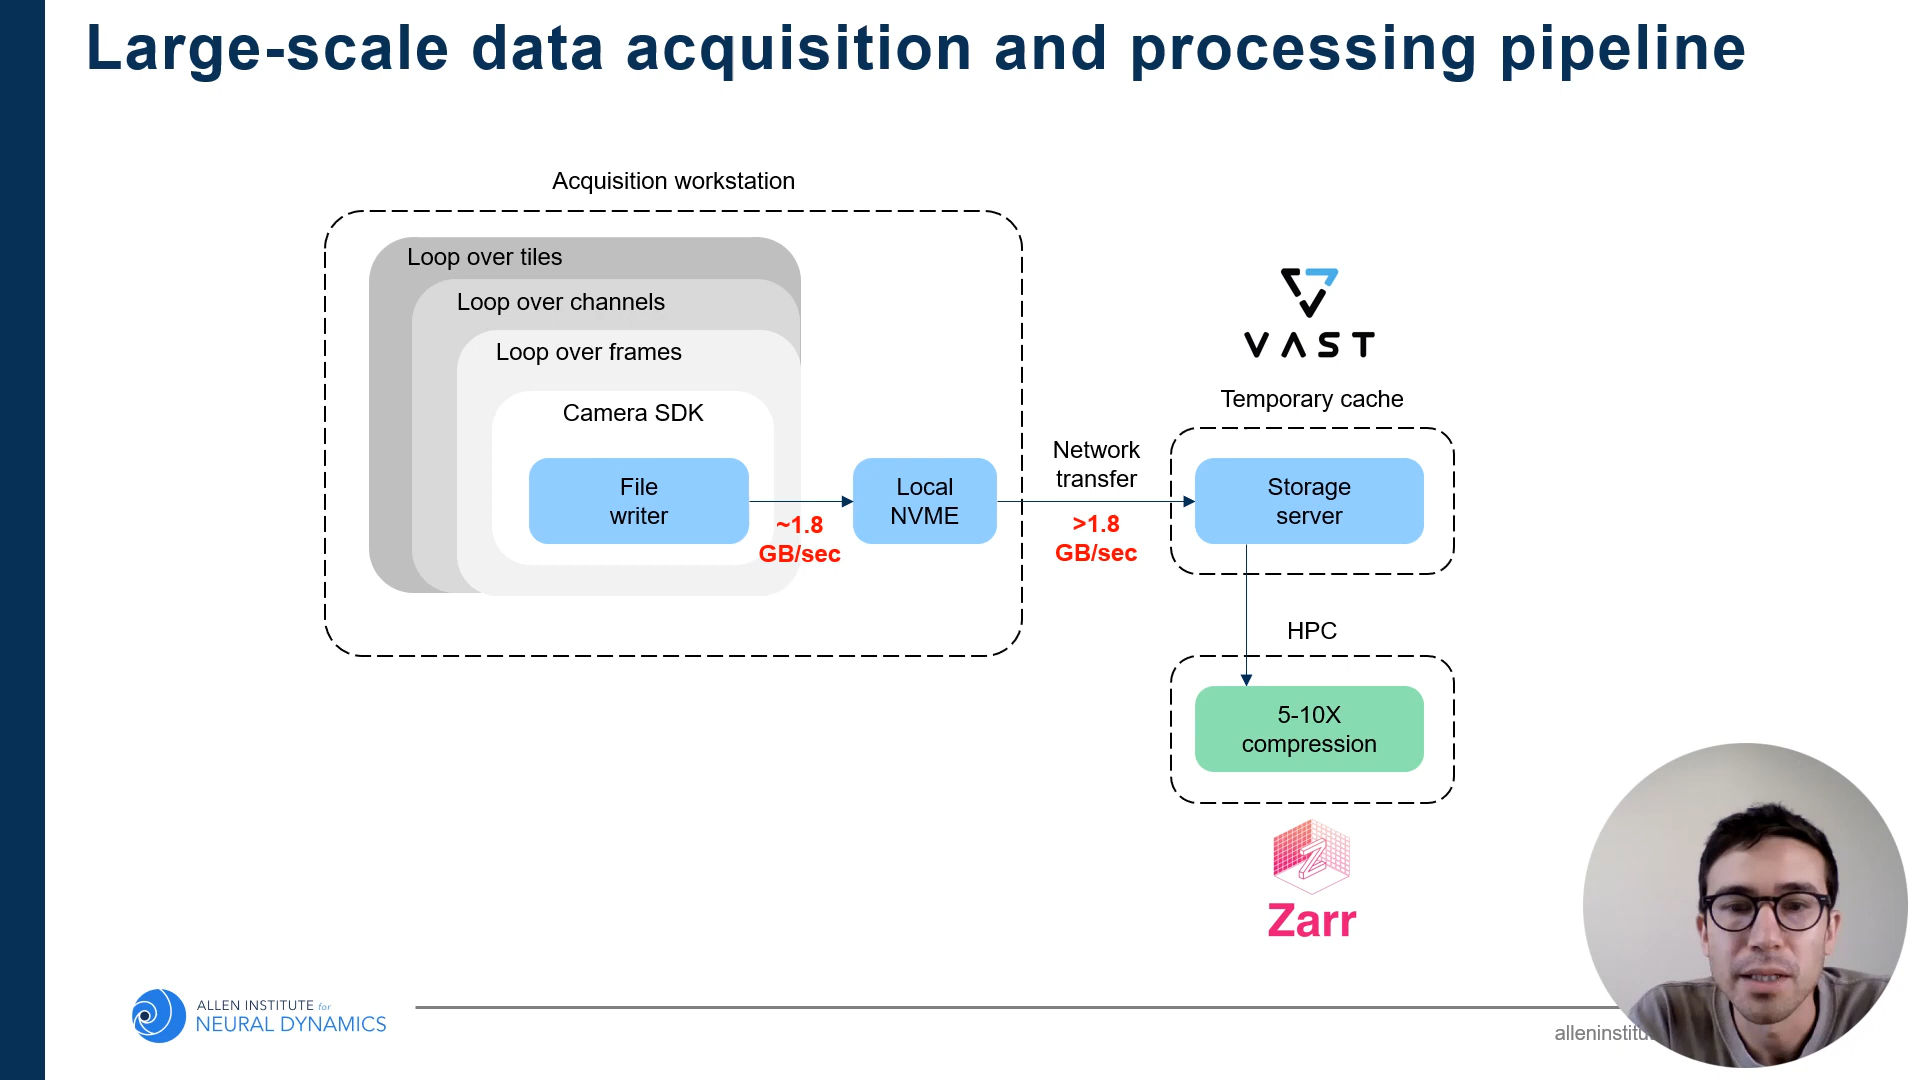 Large-scale data acquisition and processing pipeline
Acquisition workstation
Loop over tiles
Loop over channels
Loop over frames
Camera SDK
File
writer
~1.8
GB/sec
Local
NVME
Network
transfer
>1.8
GB/sec
VAST
Temporary cache
Storage
server
HPC
5-10X
compression
Zarr
ALLEN INSTITUTE for
NEURAL DYNAMICS